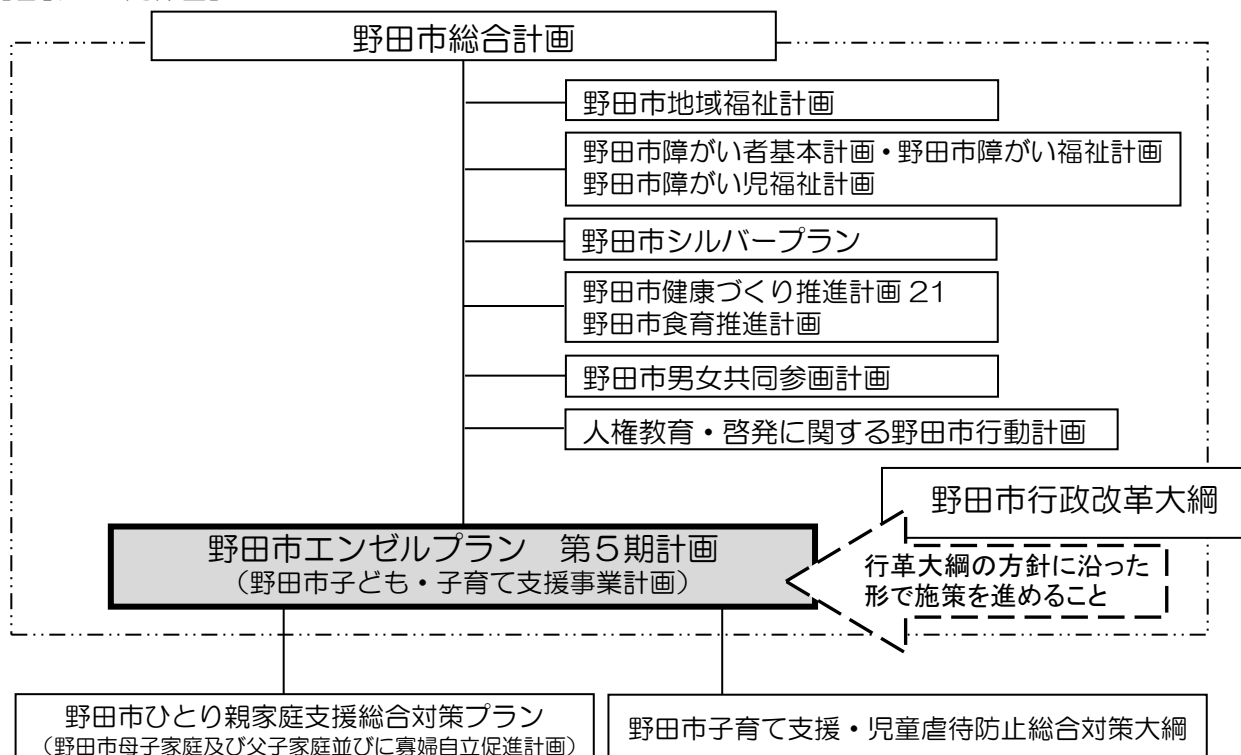 野田市総合計画
野田市地域福祉計画
野田市障がい者基本計画・野田市障がい福祉計画
野田市障がい児福祉計画
野田市シルバープラン
野田市健康づくり推進計画 21
野田市食育推進計画
野田市男女共同参画計画
人権教育・啓発に関する野田市行動計画
野田市行政改革大綱
野田市エンゼルプラン　第5期計画
（野田市子ども・子育て支援事業計画）
行革大綱の方針に沿った
形で施策を進めること
野田市ひとり親家庭支援総合対策プラン
（野田市母子家庭及び父子家庭並びに寡婦自立促進計画）
野田市子育て支援・児童虐待防止総合対策大綱